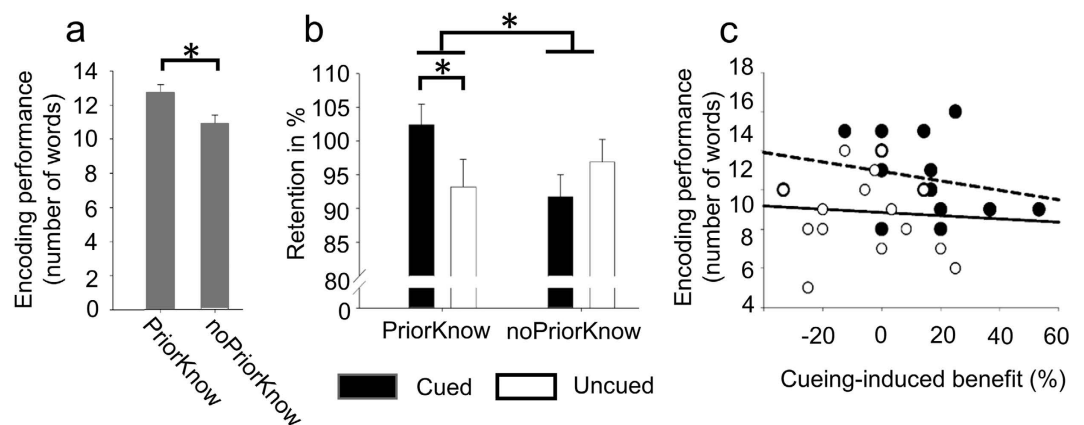 a
*
Encoding performance
(number of words)
14
12
10
8
6
4
2
0
PriorKnow
noPriorKnow
b
*
*
Retention in %
110
105
100
95
90
80
0
PriorKnow
noPriorKnow
Cued
Uncued
c
Encoding performance
(number of words)
18
16
14
12
10
8
6
4
-20
0
20
40
60
Cueing-induced benefit (%)